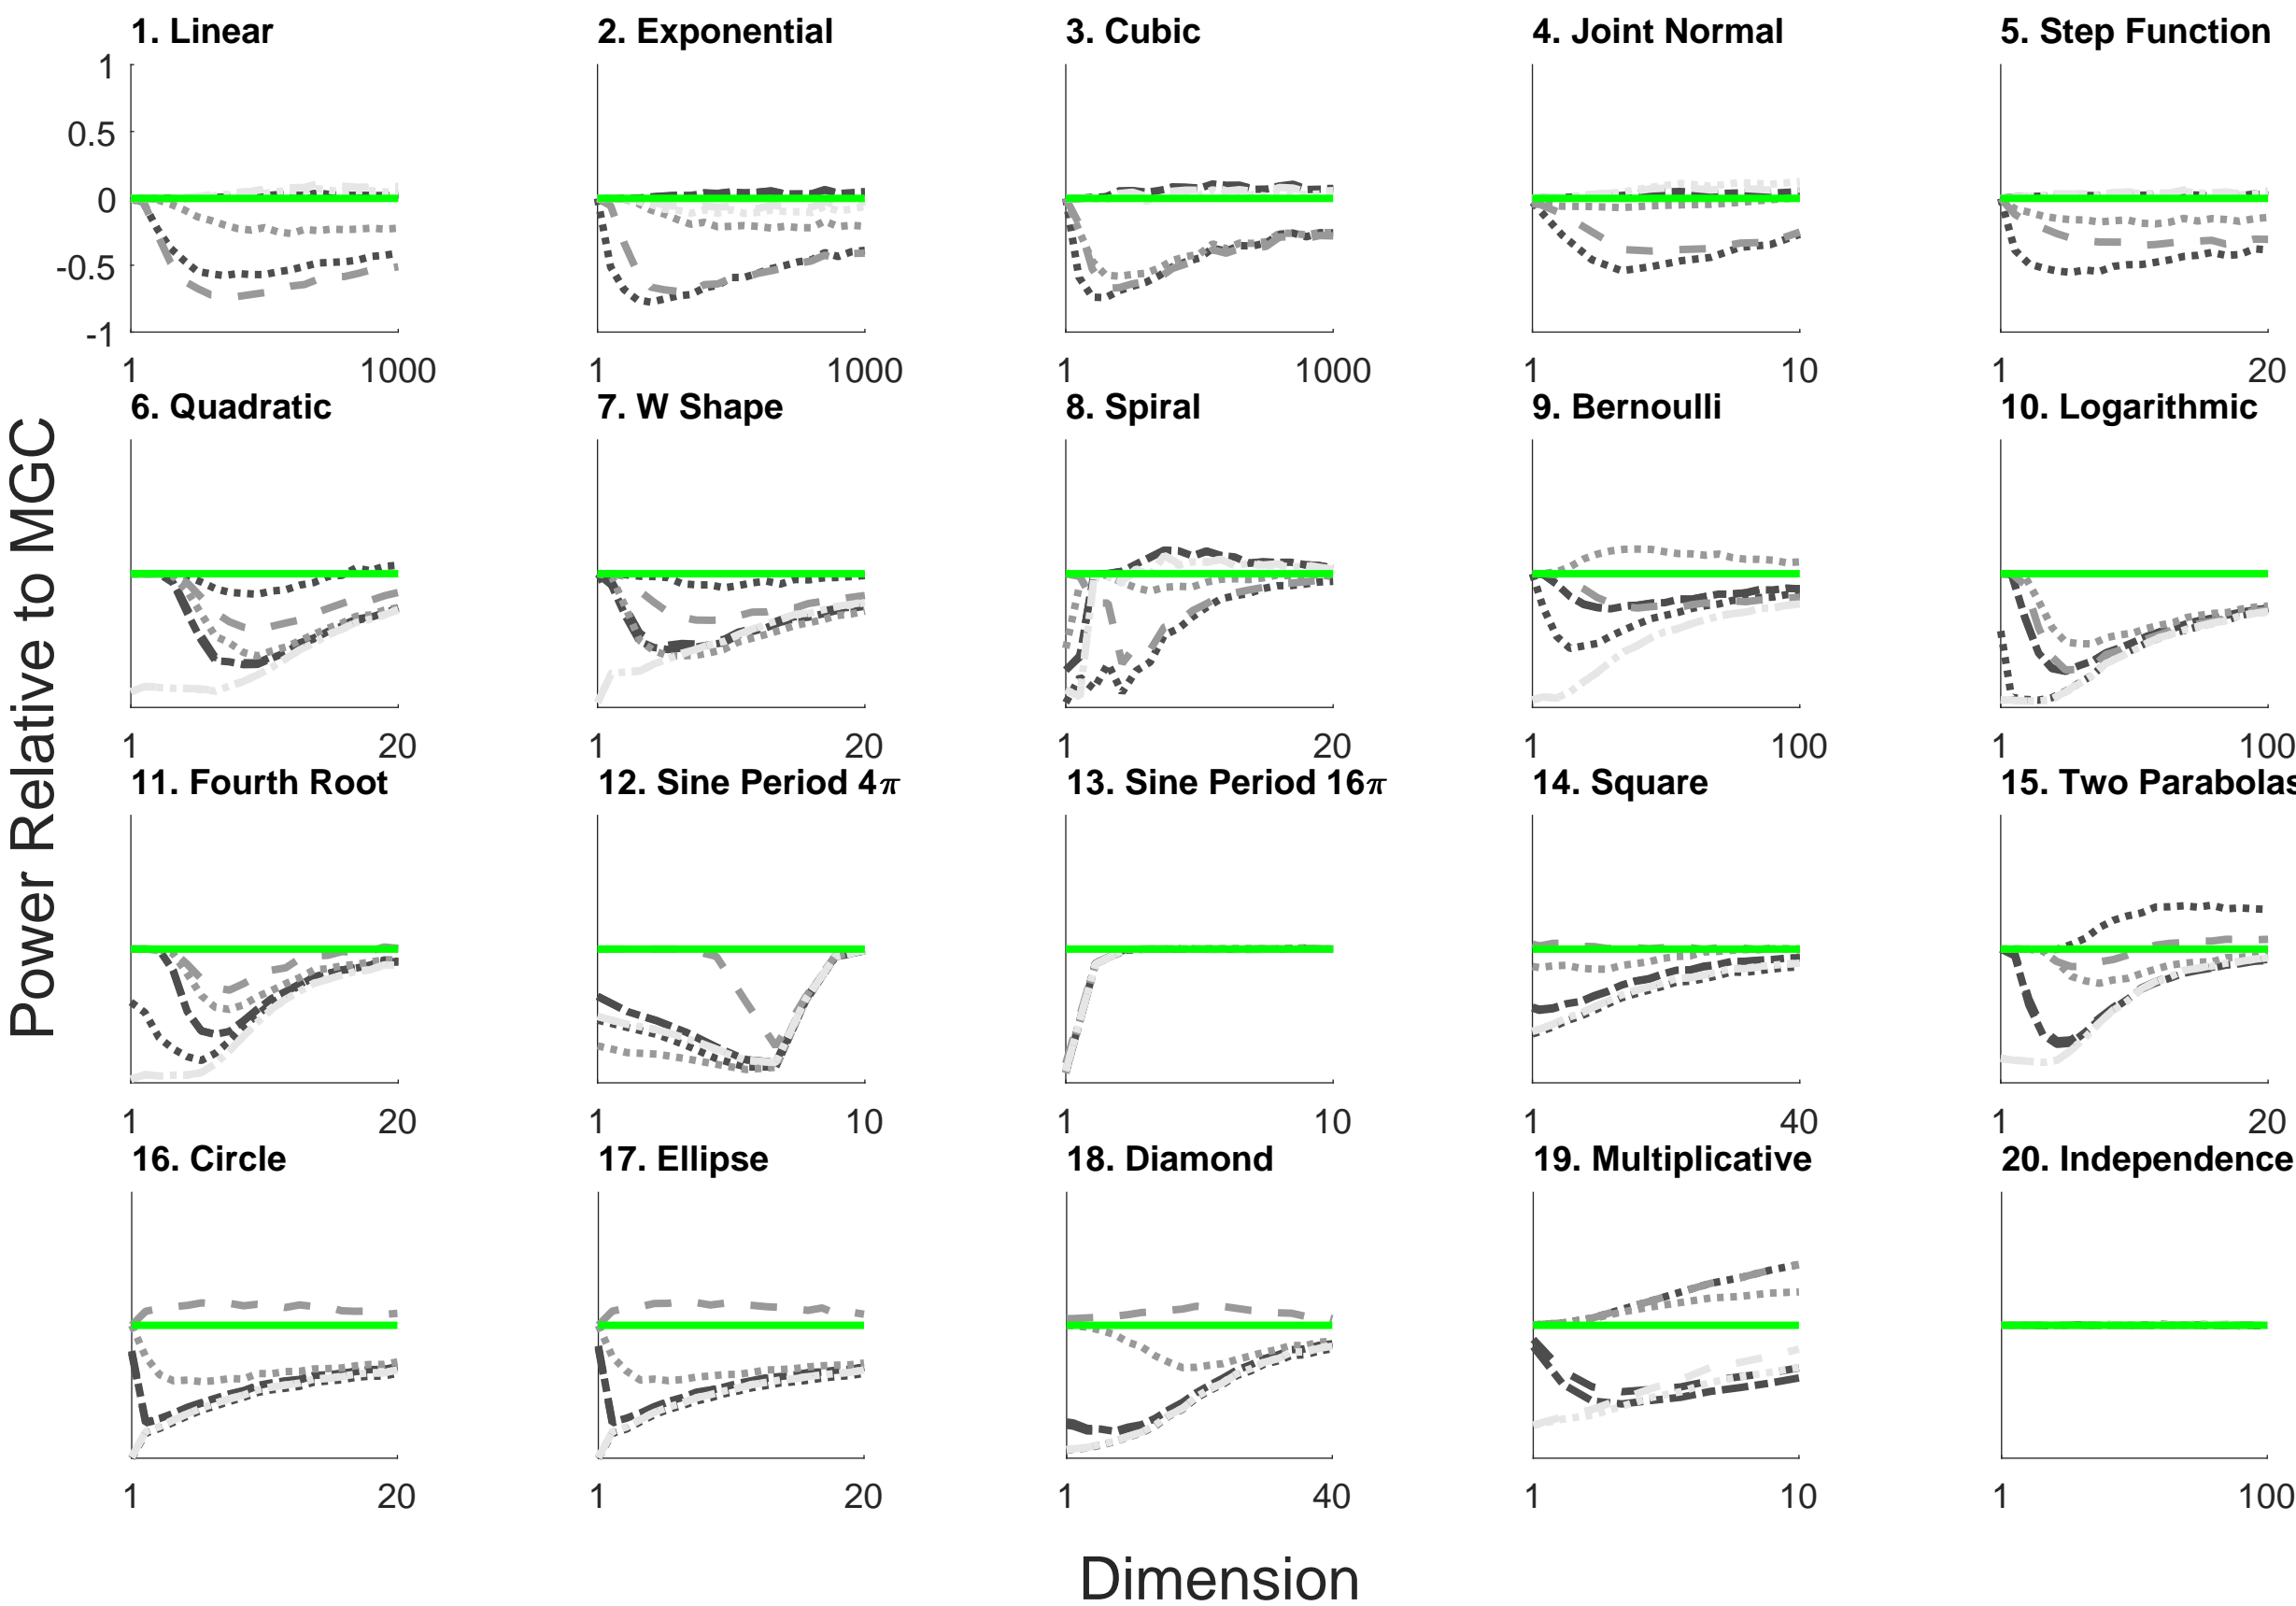 1. Linear
2. Exponential
3. Cubic
4. Joint Normal
5. Step Function
1
0.5
0
-0.5
-1
1 1000
1 1000
1 1000
1 10
1 20
Power Relative to MGC
6. Quadratic
7. W Shape
8. Spiral
9. Bernoulli
10. Logarithmic
1 20
1 20
1 20
1 100
1 100
11. Fourth Root
12. Sine Period 4π
13. Sine Period 16π
14. Square
15. Two Parabolas
1 20
1 10
1 10
1 40
1 20
16. Circle
17. Ellipse
18. Diamond
19. Multiplicative
20. Independence
1 20
1 20
1 40
1 10
1 100
Dimension